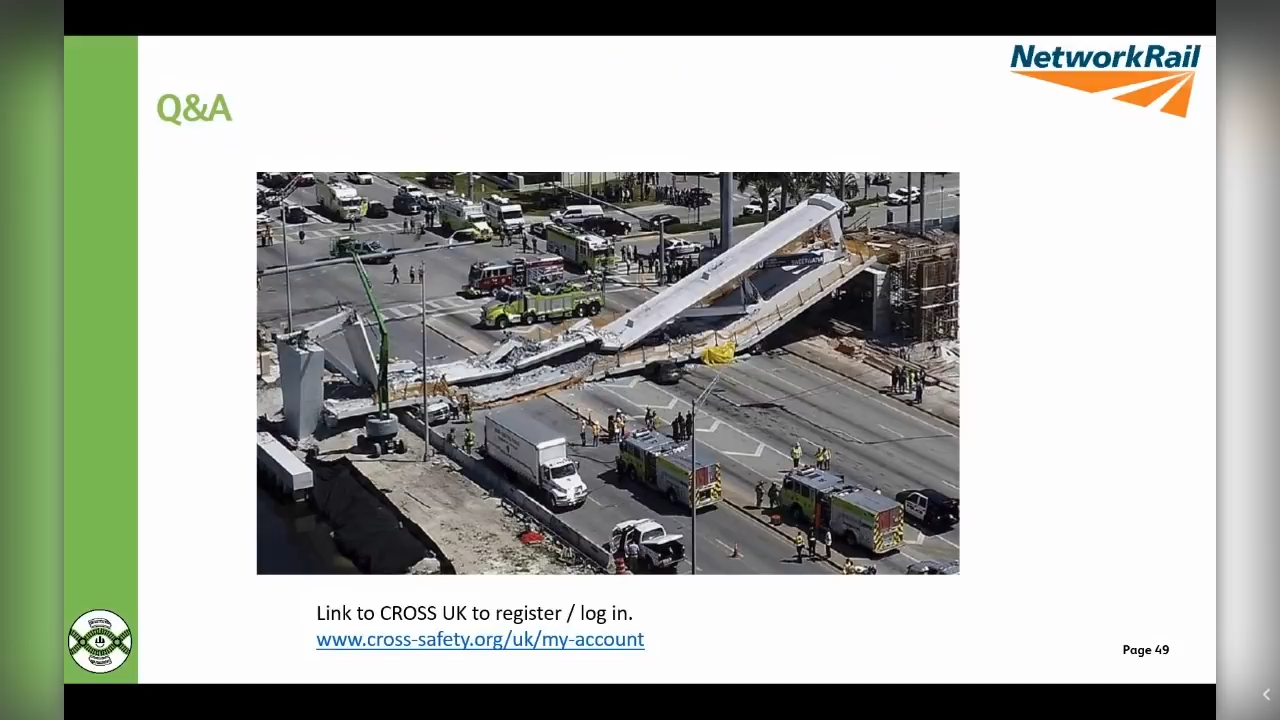 NetworkRail
Q&A
Link to CROSS UK to register / log in.
www.cross-safety.org/uk/my-account
Page 49